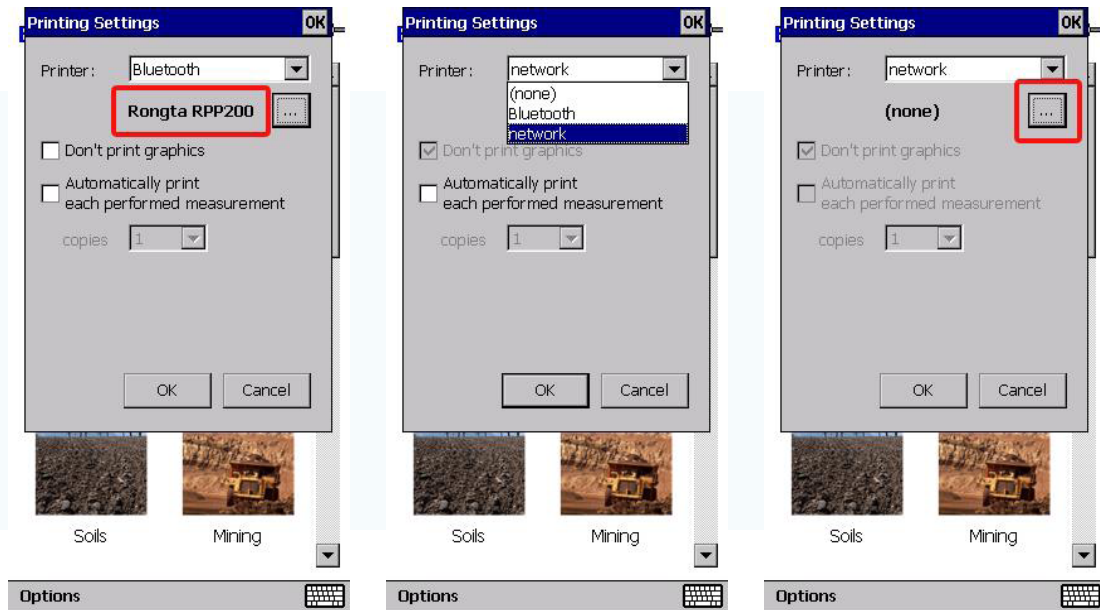 Printing Settings OK
Printer: Bluetooth
Rongta RPP200 ...
Don't print graphics
Automatically print
each performed measurement
copies 1
OK Cancel
Soils Mining
Options
Printing Settings OK
Printer: network
(none)
Bluetooth
network
Don't print graphics
Automatically print
each performed measurement
copies 1
OK Cancel
Soils Mining
Options
Printing Settings OK
Printer: network
(none) ...
Don't print graphics
Automatically print
each performed measurement
copies 1
OK Cancel
Soils Mining
Options